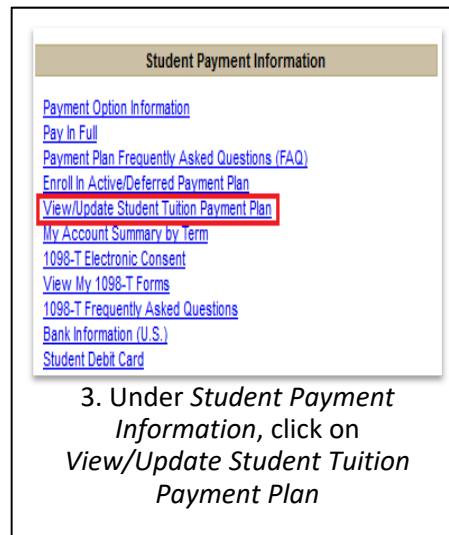 Student Payment Information
Payment Option Information
Pay In Full
Payment Plan Frequently Asked Questions (FAQ)
Enroll In Active/Deferred Payment Plan
View/Update Student Tuition Payment Plan
My Account Summary by Term
1098-T Electronic Consent
View My 1098-T Forms
1098-T Frequently Asked Questions
Bank Information (U.S.)
Student Debit Card
3. Under Student Payment
Information, click on
View/Update Student Tuition
Payment Plan